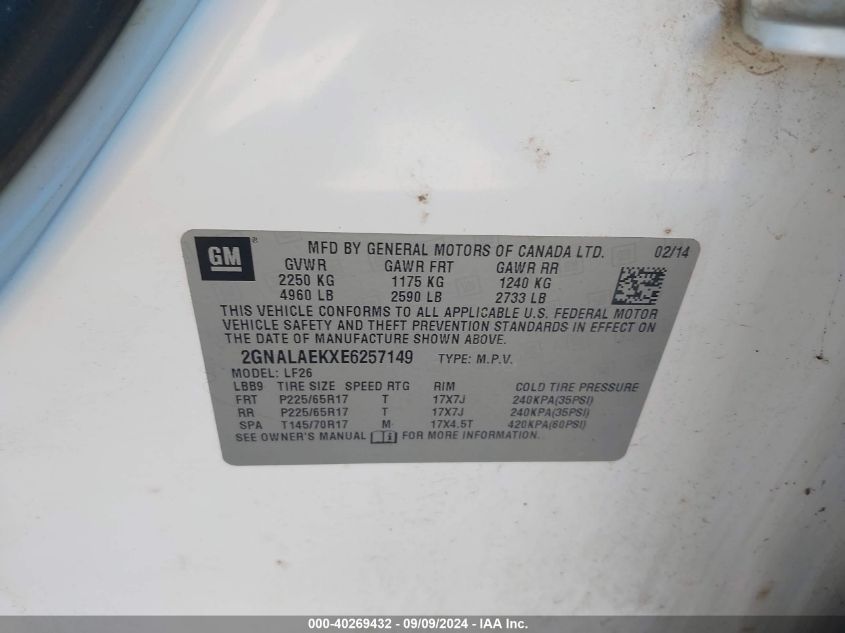 GM ®
MFD BY GENERAL MOTORS OF CANADA LTD. 02/14
GVWR GAWR FRT GAWR RR
2250 KG 1175 KG 1240 KG
4960 LB 2590 LB 2733 LB
THIS VEHICLE CONFORMS TO ALL APPLICABLE U.S. FEDERAL MOTOR
VEHICLE SAFETY AND THEFT PREVENTION STANDARDS IN EFFECT ON
THE DATE OF MANUFACTURE SHOWN ABOVE.
2GNALAEKXE6257149 TYPE: M.P.V.
MODEL: LF26
LBB9 TIRE SIZE SPEED RTG RIM COLD TIRE PRESSURE
FRT P225/65R17 T 17X7J 240KPA(35PSI)
RR P225/65R17 T 17X7J 240KPA(35PSI)
SPA T145/70R17 M 17X4.5T 420KPA(60PSI)
SEE OWNER'S MANUAL FOR MORE INFORMATION.
000-40269432 - 09/09/2024 - IAA Inc.